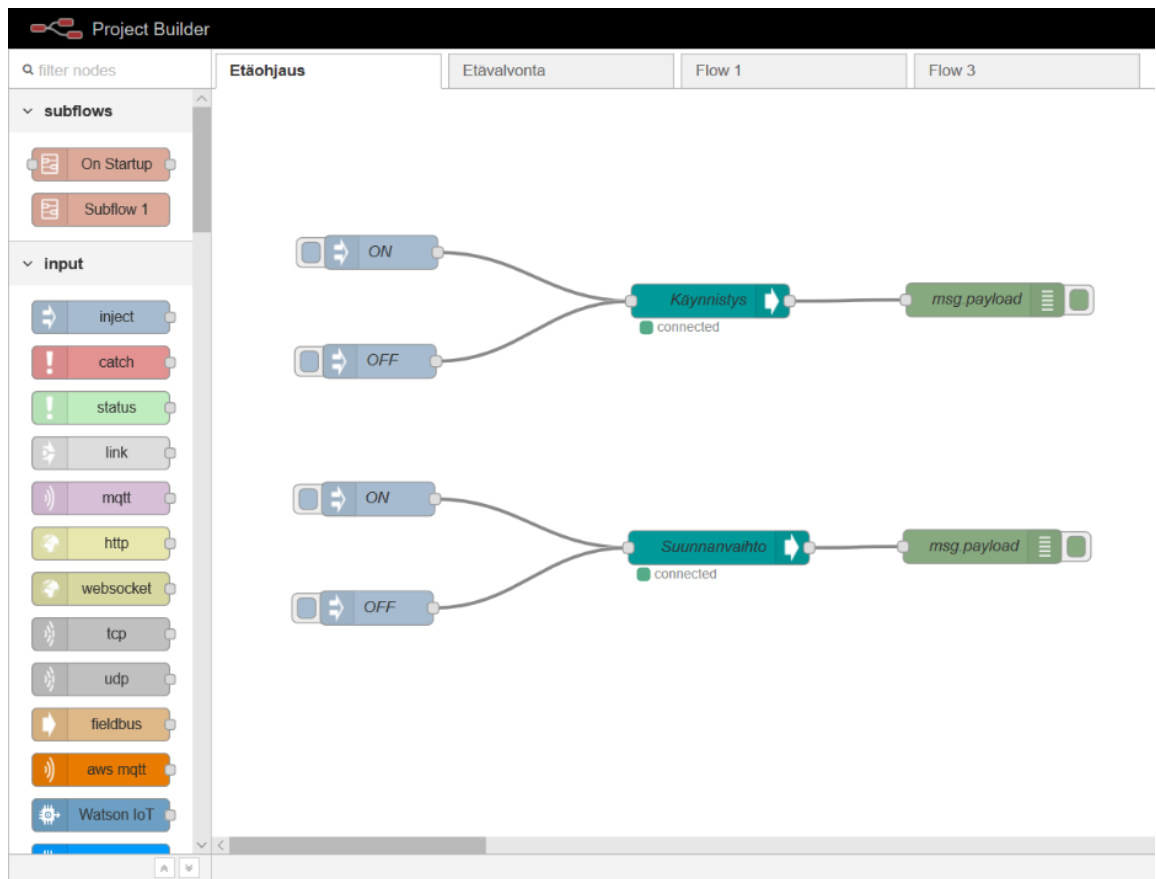 Project Builder
filter nodes
Etäohjaus
Etävalvonta
Flow 1
Flow 3
subflows
On Startup
Subflow 1
input
inject
catch
status
link
mqtt
http
websocket
tcp
udp
fieldbus
aws mqtt
Watson IoT
ON
OFF
Käynnistys
connected
msg.payload
ON
OFF
Suunnanvaihto
connected
msg.payload